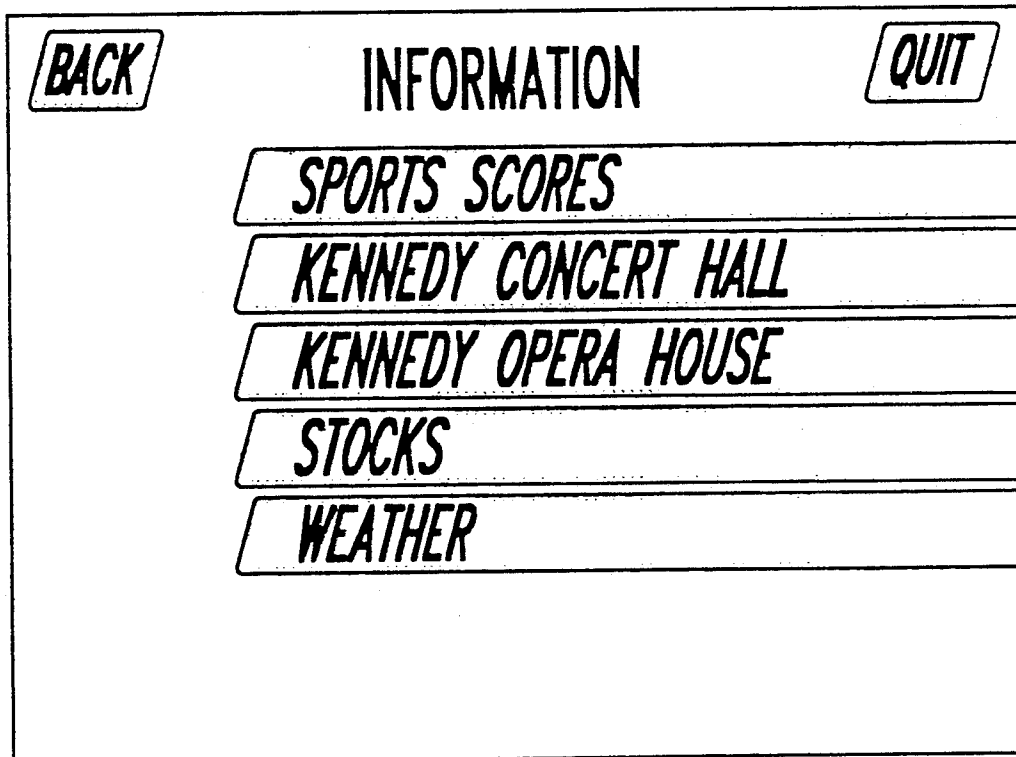 BACK INFORMATION QUIT
SPORTS SCORES
KENNEDY CONCERT HALL
KENNEDY OPERA HOUSE
STOCKS
WEATHER